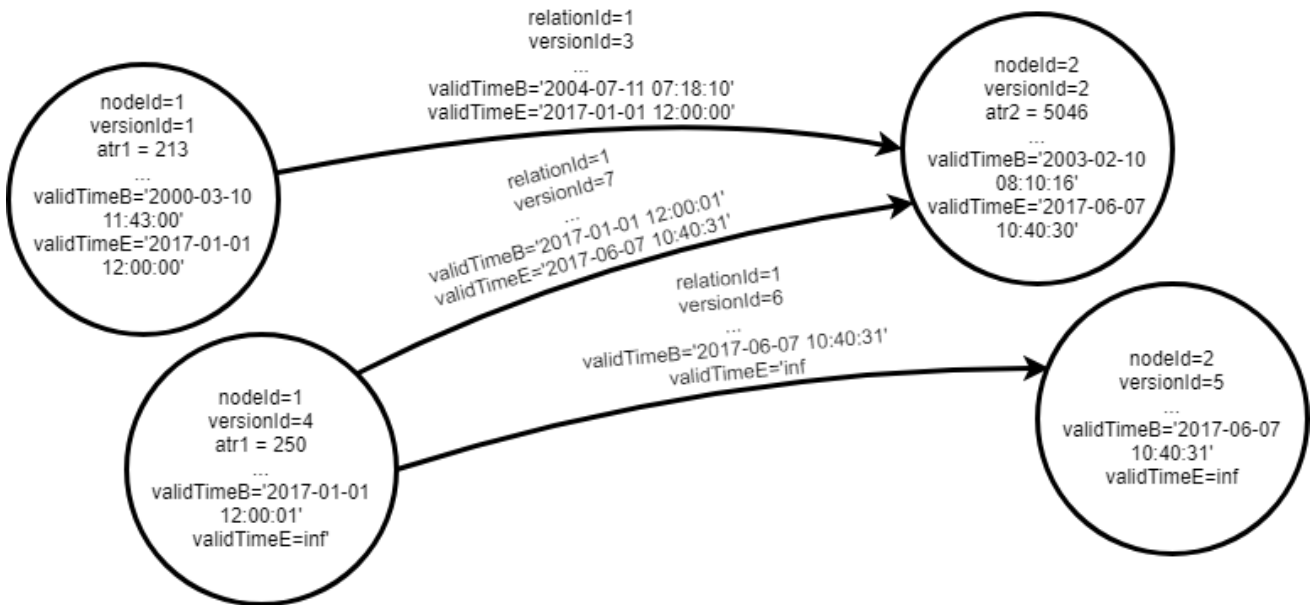 relationId=1
versionId=3
...
validTimeB='2004-07-11 07:18:10'
validTimeE='2017-01-01 12:00:00'
nodeId=1
versionId=1
atr1 = 213
...
validTimeB='2000-03-10
11:43:00'
validTimeE='2017-01-01
12:00:00'
nodeId=2
versionId=2
atr2 = 5046
...
validTimeB='2003-02-10
08:10:16'
validTimeE='2017-06-07
10:40:30'
relationId=1
versionId=7
...
validTimeB='2017-01-01 12:00:01'
validTimeE='2017-06-07 10:40:31'
relationId=1
versionId=6
...
validTimeB='2017-06-07 10:40:31'
validTimeE='inf
nodeId=1
versionId=4
atr1 = 250
...
validTimeB='2017-01-01
12:00:01'
validTimeE=inf'
nodeId=2
versionId=5
...
validTimeB='2017-06-07
10:40:31'
validTimeE=inf